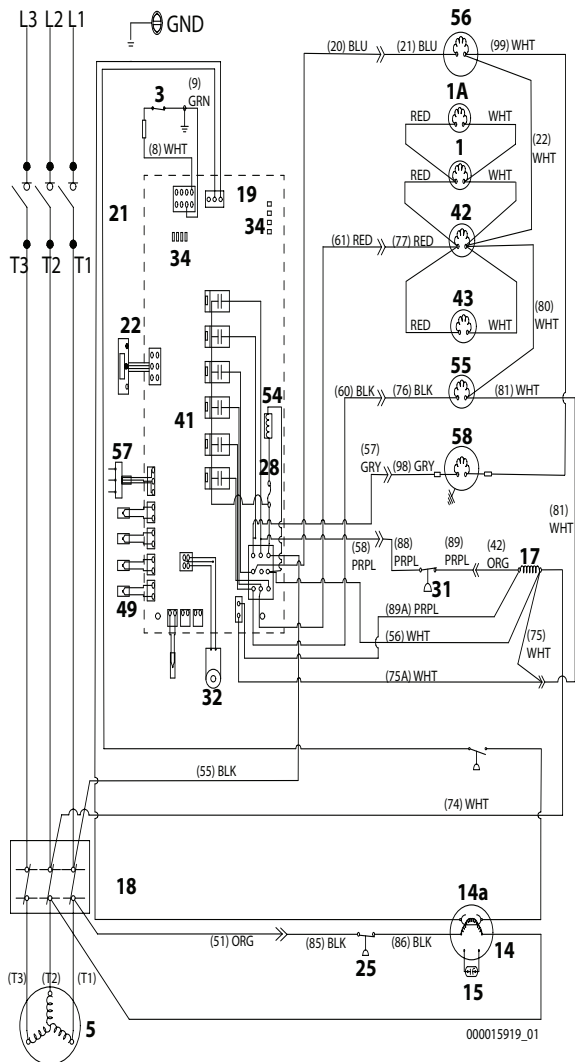 L3 L2 L1
GND
(20) BLU
(21) BLU
56
(99) WHT
3
(9)
GRN
1A
RED
WHT
(8) WHT
1
(22)
WHT
19
21
34
34
RED
WHT
42
(61) RED
(77) RED
T3
T2
T1
43
RED
WHT
(80)
WHT
22
55
(60) BLK
(76) BLK
(81) WHT
54
41
58
(57)
GRY
(98) GRY
28
57
(81)
WHT
(58)
PRPL
(88)
PRPL
(89)
PRPL
(42)
ORG
17
31
49
(89A) PRPL
(56) WHT
(75)
WHT
(75A) WHT
32
(55) BLK
(74) WHT
18
14a
(51) ORG
(85) BLK
(86) BLK
14
25
15
(T3)
(T2)
(T1)
5
000015919_01